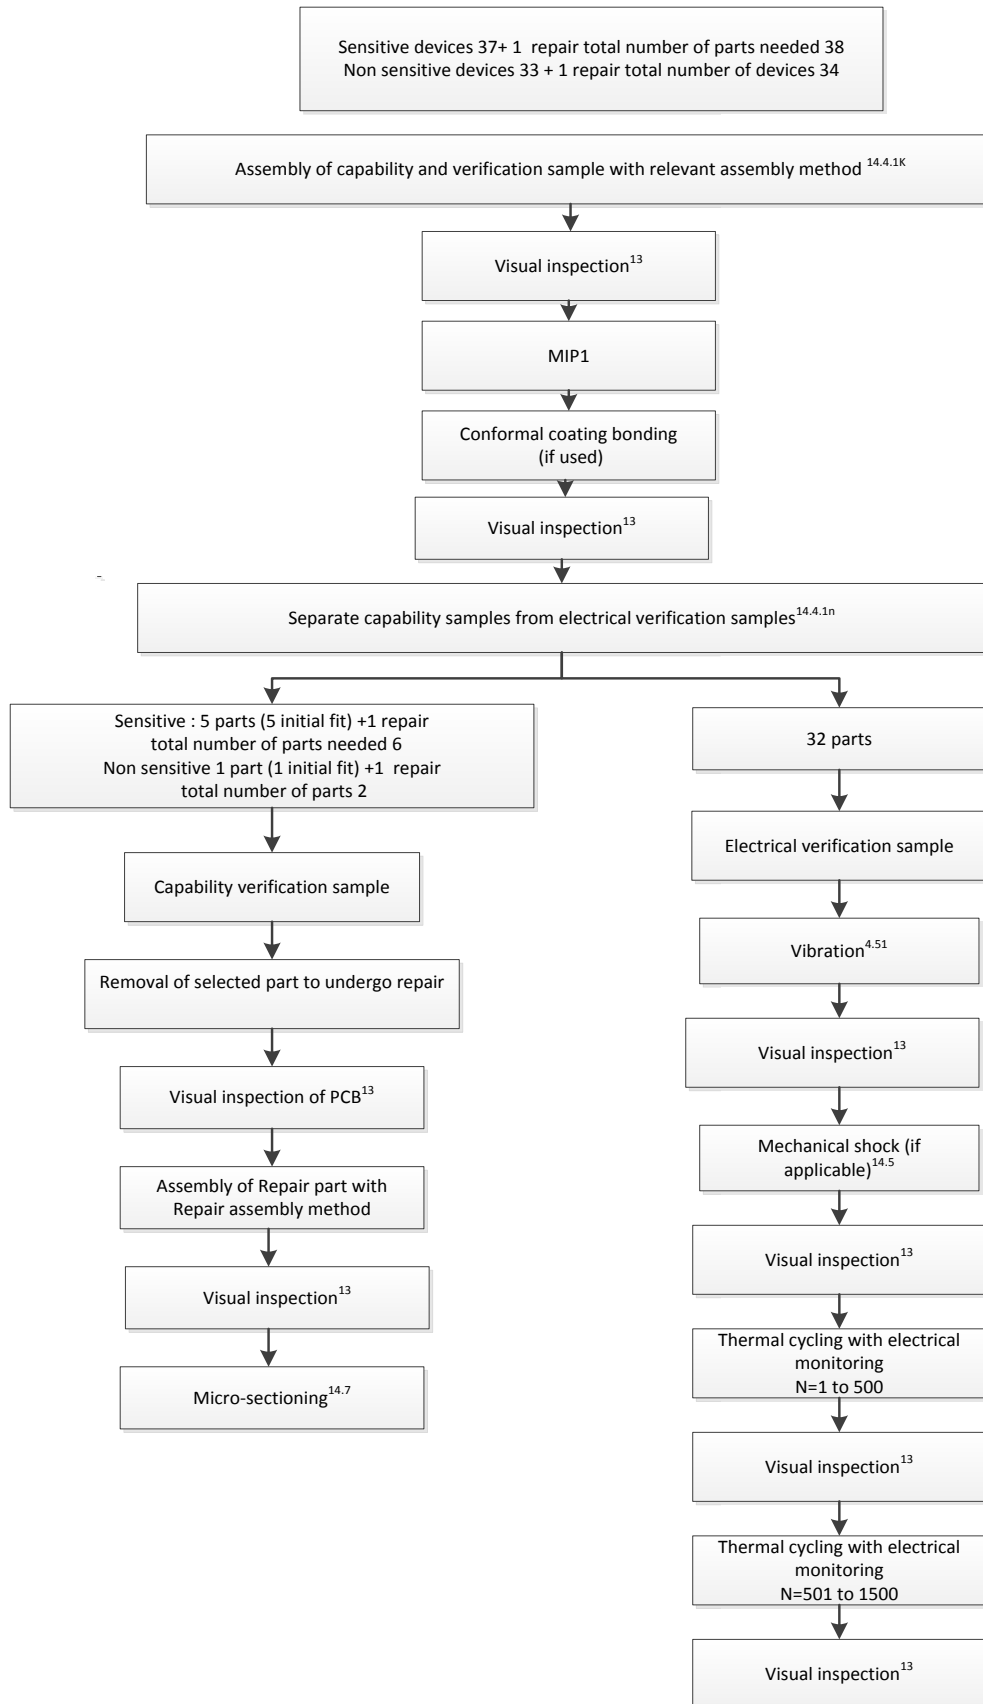 Sensitive devices 37+ 1 repair total number of parts needed 38
Non sensitive devices 33 + 1 repair total number of devices 34
Assembly of capability and verification sample with relevant assembly method 14.4.1K
Visual inspection13
MIP1
Conformal coating bonding
(if used)
Visual inspection13
Separate capability samples from electrical verification samples14.4.1n
Sensitive : 5 parts (5 initial fit) +1 repair
total number of parts needed 6
Non sensitive 1 part (1 initial fit) +1 repair
total number of parts 2
Capability verification sample
Removal of selected part to undergo repair
Visual inspection of PCB13
Assembly of Repair part with
Repair assembly method
Visual inspection13
Micro-sectioning14.7
32 parts
Electrical verification sample
Vibration4.51
Visual inspection13
Mechanical shock (if
applicable)14.5
Visual inspection13
Thermal cycling with electrical
monitoring
N=1 to 500
Visual inspection13
Thermal cycling with electrical
monitoring
N=501 to 1500
Visual inspection13